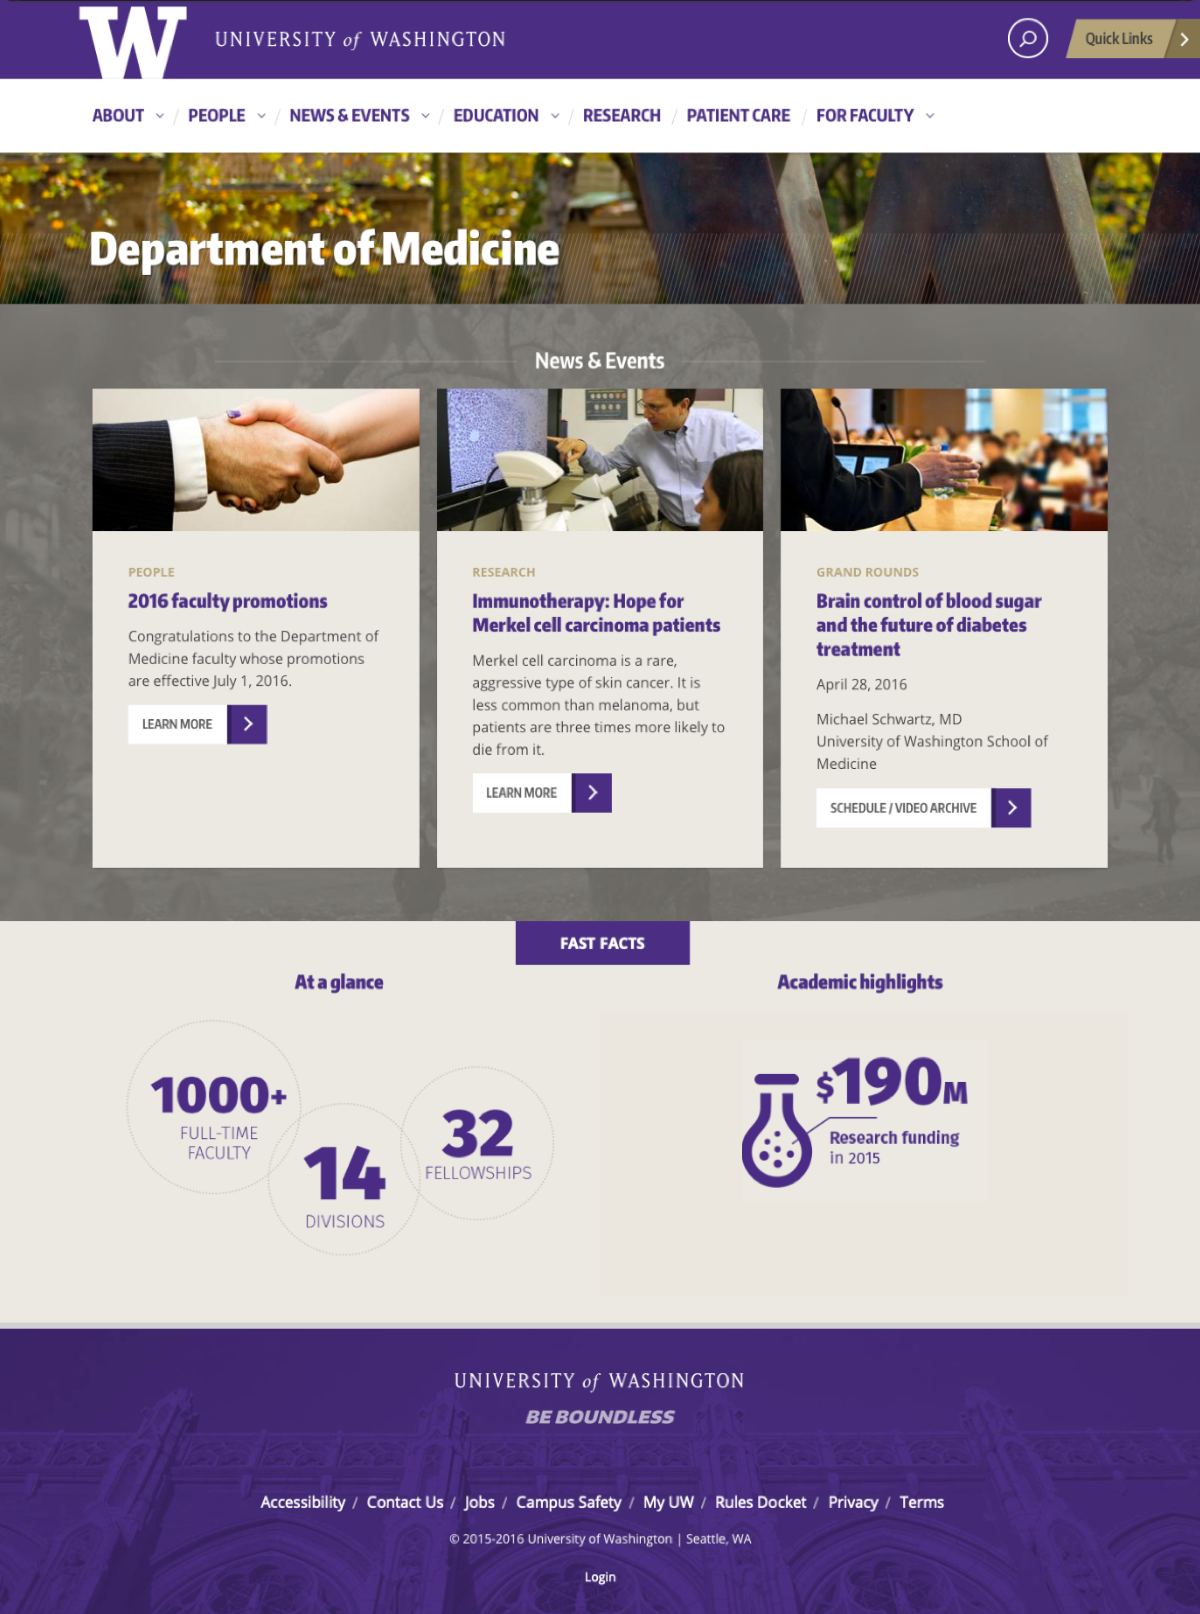 W
UNIVERSITY of WASHINGTON
Quick Links
ABOUT / PEOPLE / NEWS & EVENTS / EDUCATION / RESEARCH / PATIENT CARE / FOR FACULTY
Department of Medicine
News & Events
PEOPLE
2016 faculty promotions
Congratulations to the Department of
Medicine faculty whose promotions
are effective July 1, 2016.
LEARN MORE
RESEARCH
Immunotherapy: Hope for
Merkel cell carcinoma patients
Merkel cell carcinoma is a rare,
aggressive type of skin cancer. It is
less common than melanoma, but
patients are three times more likely to
die from it.
LEARN MORE
GRAND ROUNDS
Brain control of blood sugar
and the future of diabetes
treatment
April 28, 2016
Michael Schwartz, MD
University of Washington School of
Medicine
SCHEDULE / VIDEO ARCHIVE
FAST FACTS
At a glance
1000+
FULL-TIME
FACULTY
14
DIVISIONS
32
FELLOWSHIPS
Academic highlights
$190M
Research funding
in 2015
UNIVERSITY of WASHINGTON
BE BOUNDLESS
Accessibility / Contact Us / Jobs / Campus Safety / My UW / Rules Docket / Privacy / Terms
© 2015-2016 University of Washington | Seattle, WA
Login